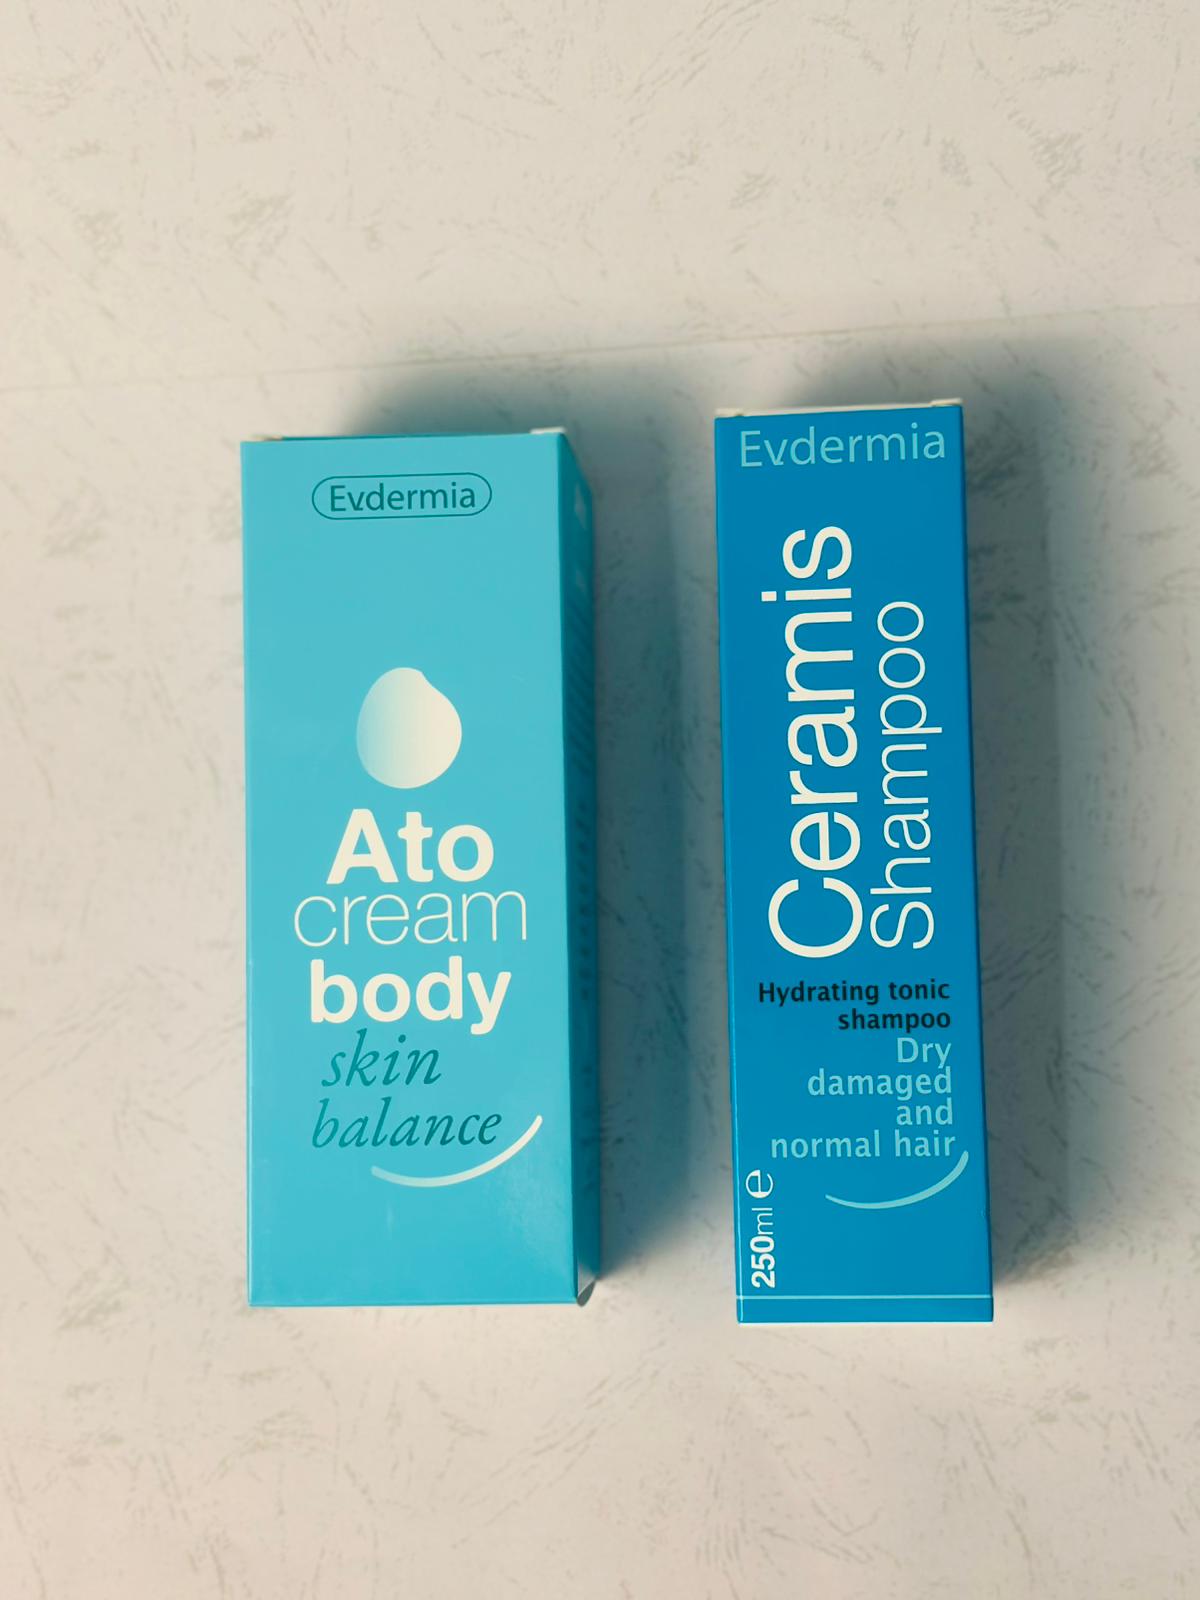 Evdermia
Ato
cream
body
skin
balance
Evdermia
Ceramis
Shampoo
Hydrating tonic
shampoo
Dry
damaged
and
normal hair
250ml ℮